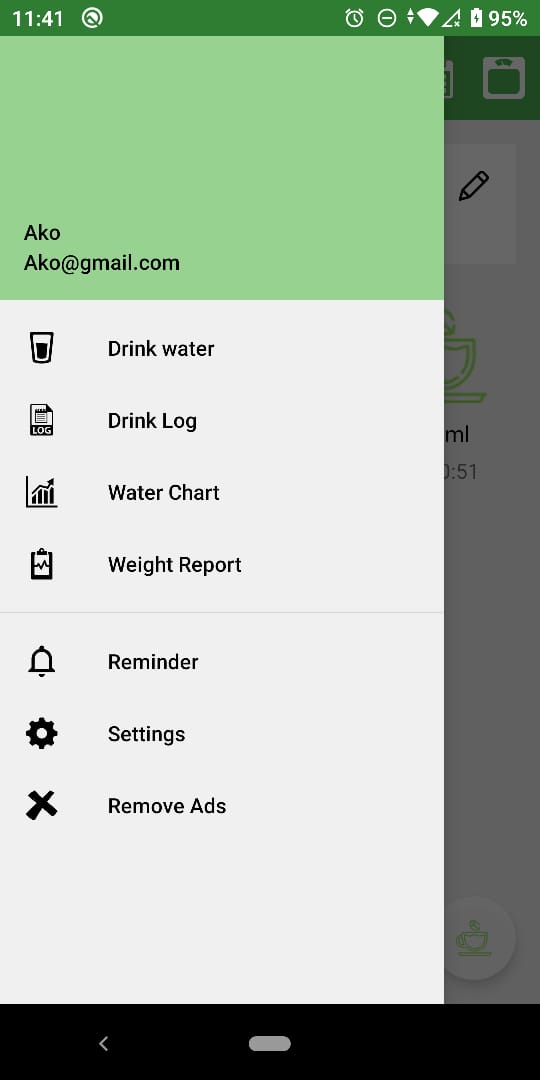 11:41
95%
Ako
Ako@gmail.com
Drink water
ml
0:51
Drink Log
LOG
Water Chart
Weight Report
Reminder
Settings
Remove Ads